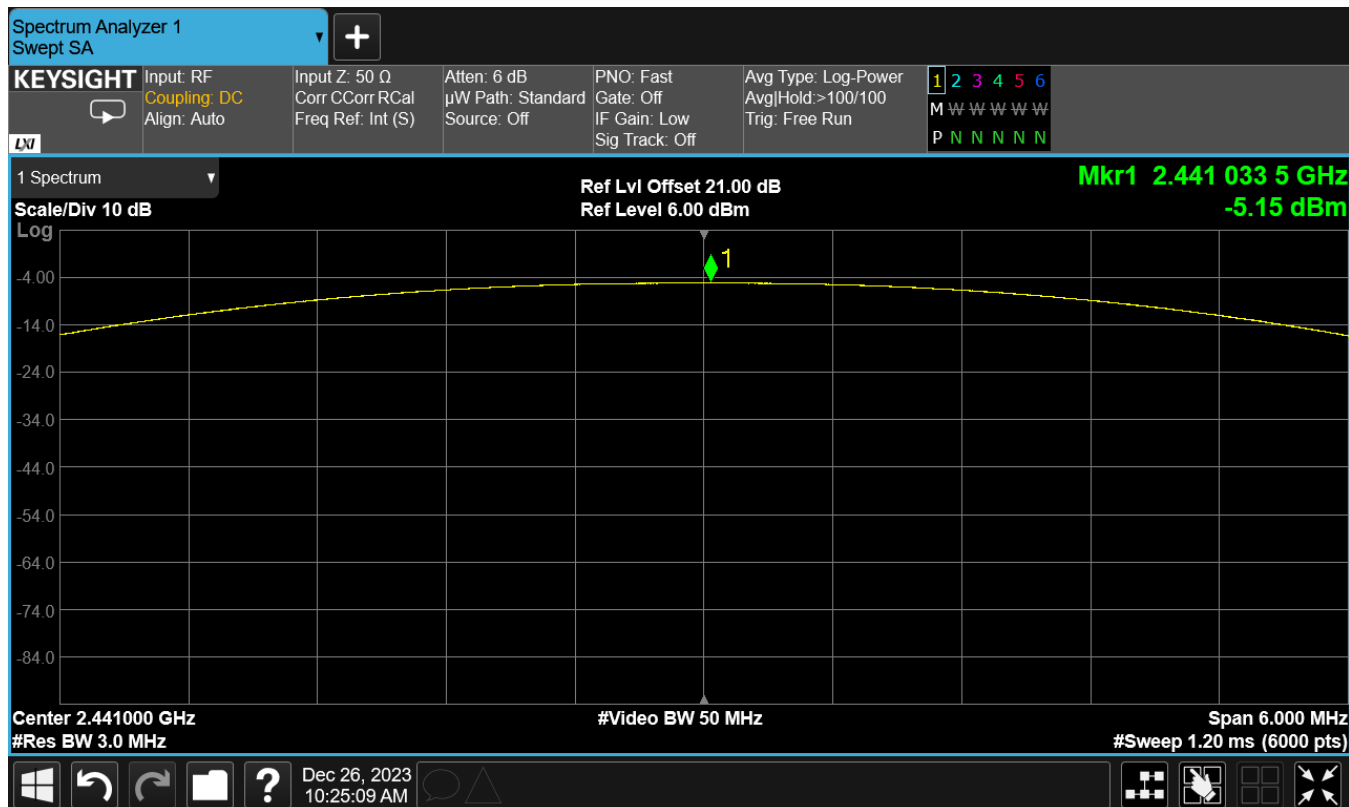 Spectrum Analyzer 1
Swept SA
KEYSIGHT
LXI
Input: RF
Coupling: DC
Align: Auto
Input Z: 50 Ω
Corr CCorr RCal
Freq Ref: Int (S)
Atten: 6 dB
µW Path: Standard
Source: Off
PNO: Fast
Gate: Off
IF Gain: Low
Sig Track: Off
Avg Type: Log-Power
Avg|Hold:>100/100
Trig: Free Run
1 2 3 4 5 6
M W W W W W W
P N N N N N N
1 Spectrum
Scale/Div 10 dB
Log
Ref Lvl Offset 21.00 dB
Ref Level 6.00 dBm
Mkr1 2.441 033 5 GHz
-5.15 dBm
1
-4.00
-14.0
-24.0
-34.0
-44.0
-54.0
-64.0
-74.0
-84.0
Center 2.441000 GHz
#Video BW 50 MHz
Span 6.000 MHz
#Res BW 3.0 MHz
#Sweep 1.20 ms (6000 pts)
?
Dec 26, 2023
10:25:09 AM